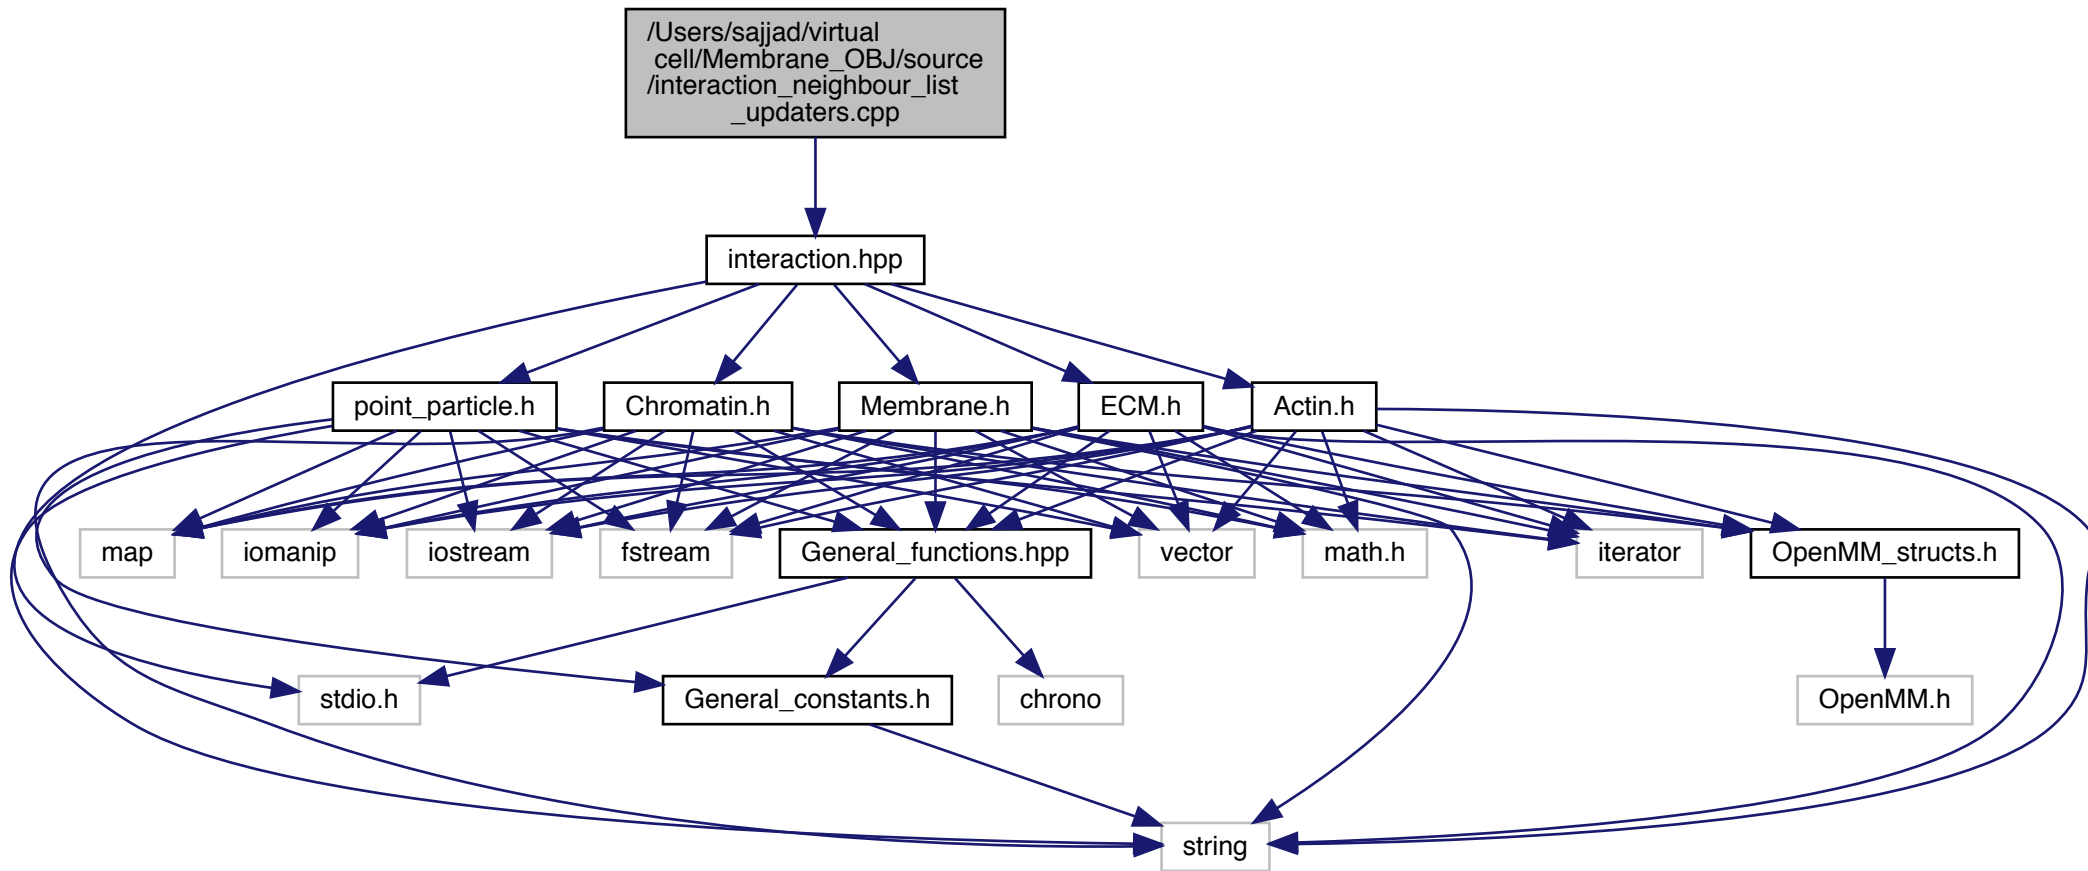 /Users/sajjad/virtual
cell/Membrane_OBJ/source
/interaction_neighbour_list
_updaters.cpp
interaction.hpp
point_particle.h
Chromatin.h
Membrane.h
ECM.h
Actin.h
map
iomanip
iostream
fstream
General_functions.hpp
vector
math.h
iterator
OpenMM_structs.h
stdio.h
General_constants.h
chrono
OpenMM.h
string